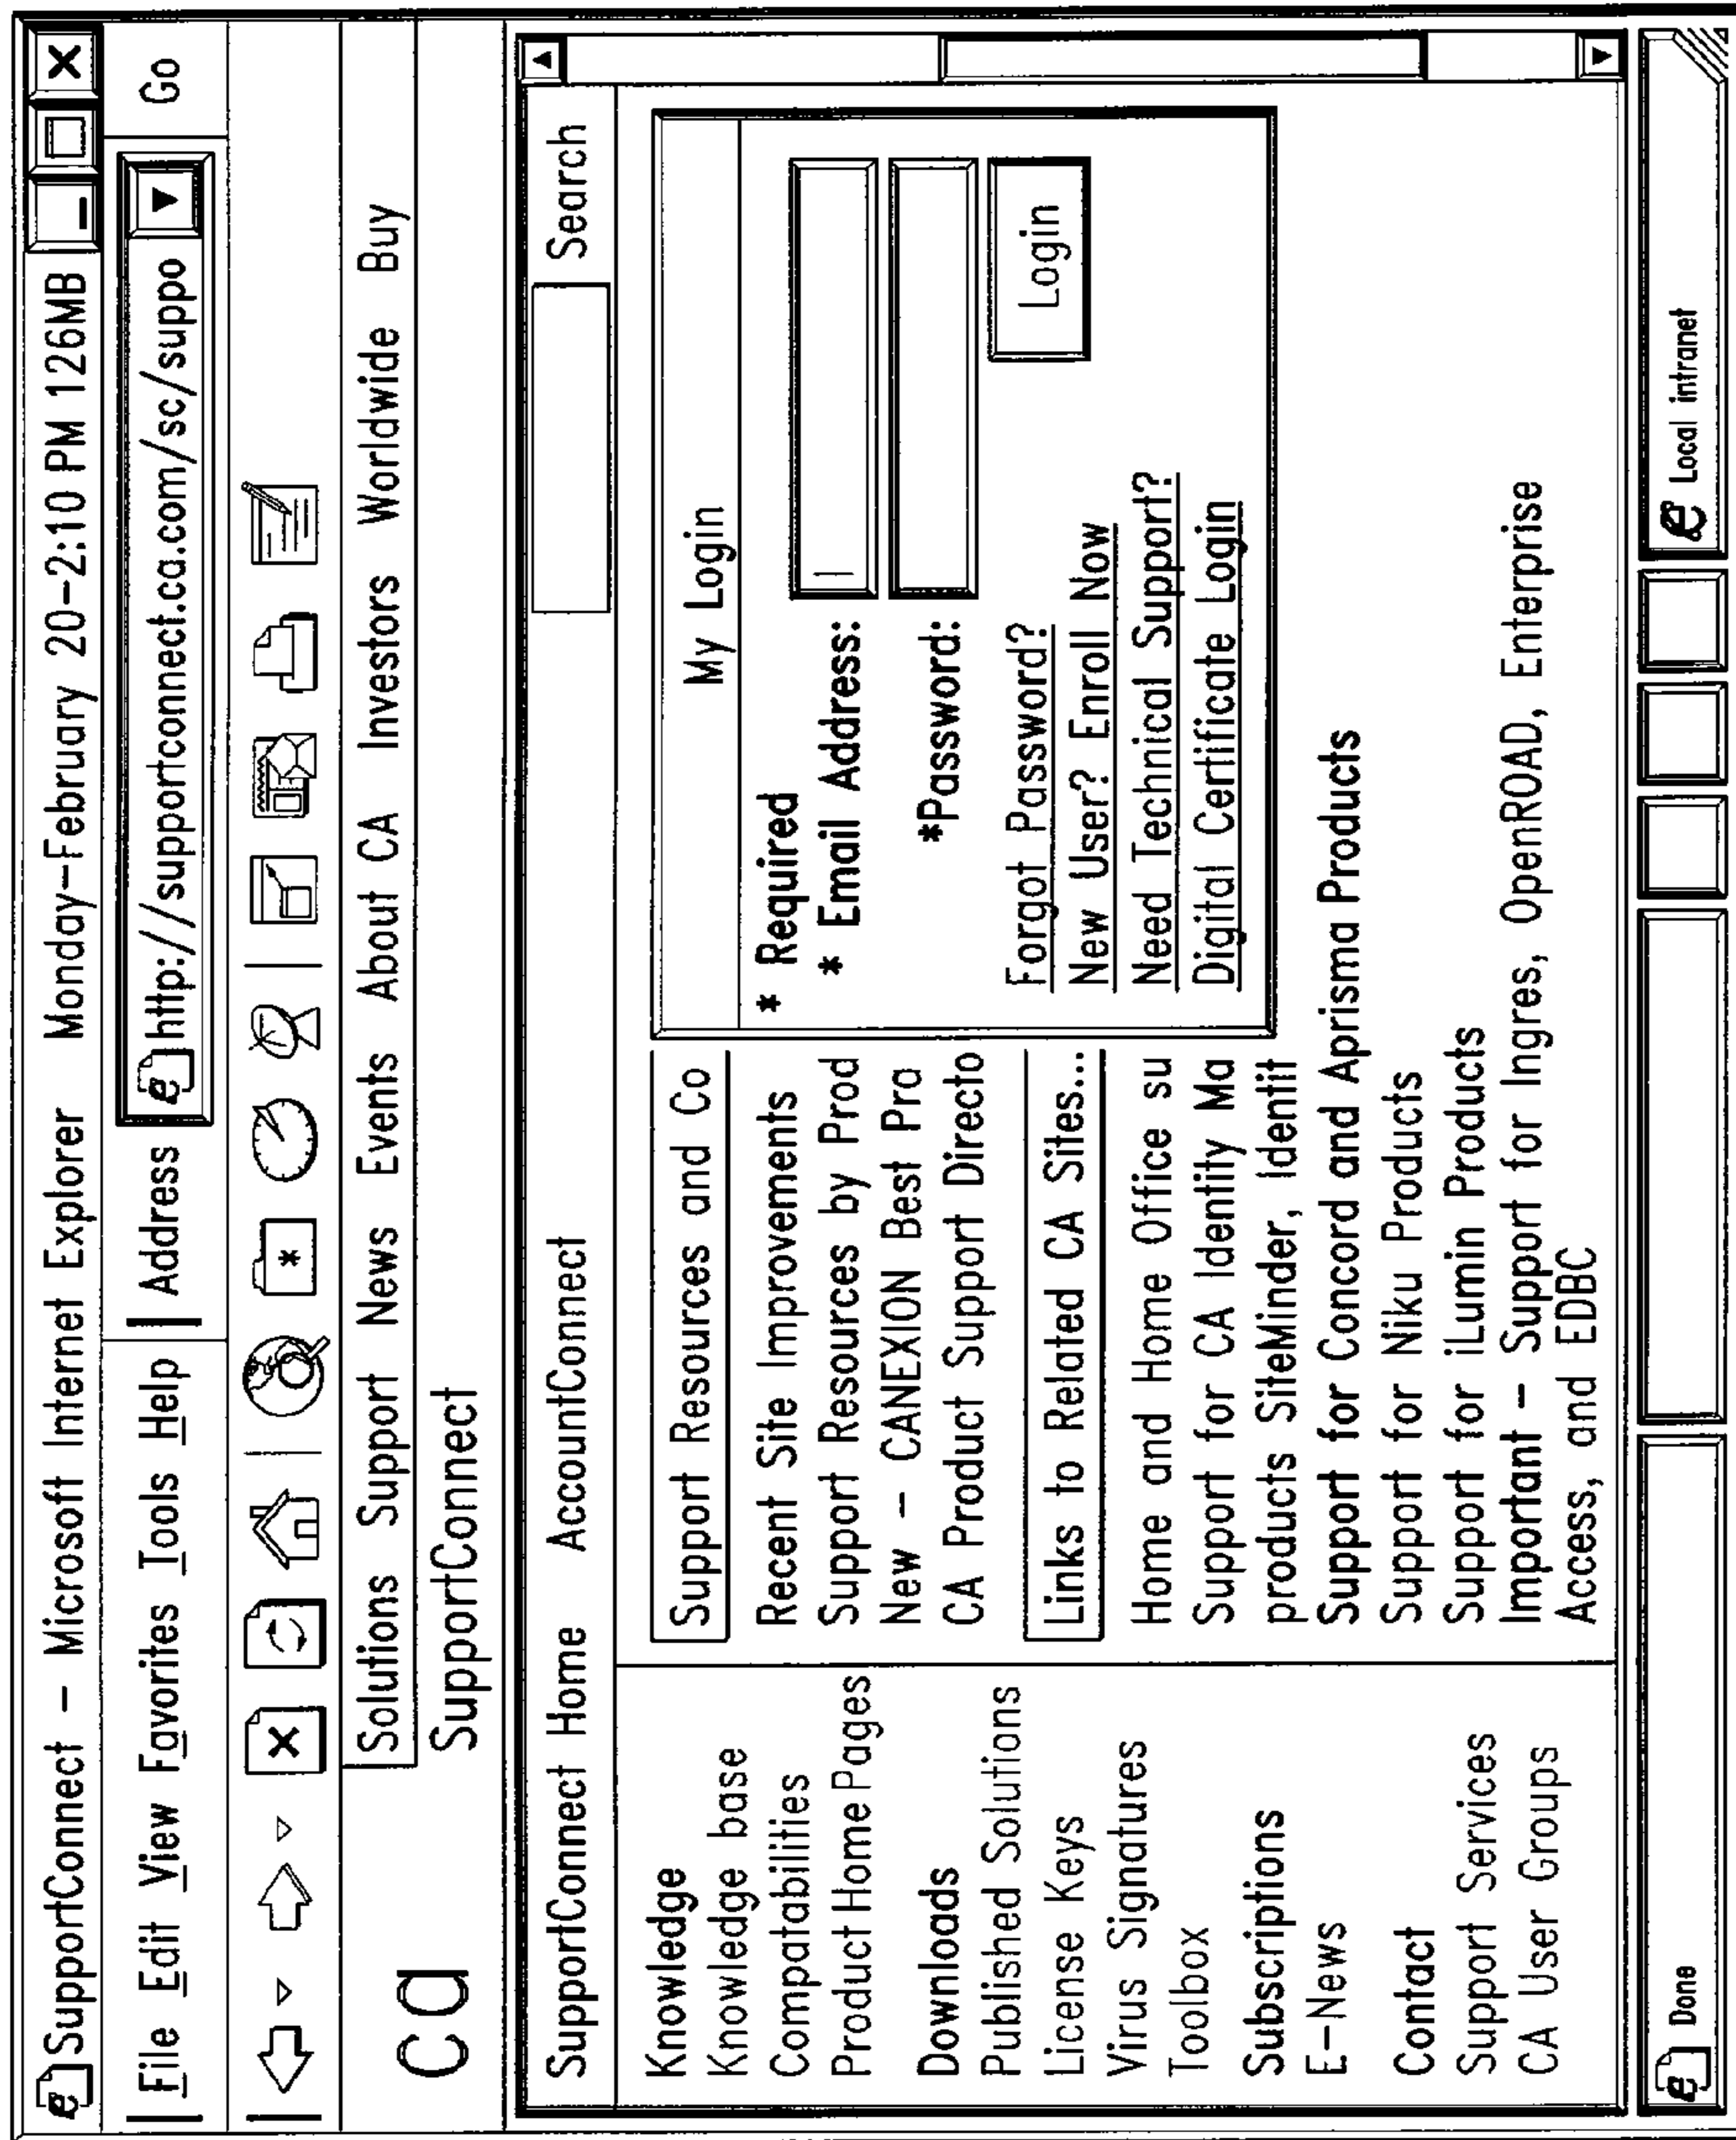 SupportConnect - Microsoft Internet Explorer Monday-February 20-2:10 PM 126MB
File Edit View Favorites Tools Help Address http://supportconnect.ca.com/sc/suppo Go
Solutions Support News Events About CA Investors Worldwide Buy
ca SupportConnect
SupportConnect Home AccountConnect Search
Knowledge
Knowledge base
Compatabilities
Product Home Pages
Downloads
Published Solutions
License Keys
Virus Signatures
Toolbox
Subscriptions
E-News
Contact
Support Services
CA User Groups
Support Resources and Co
Recent Site Improvements
Support Resources by Prod
New - CANEXION Best Pra
CA Product Support Directo
Links to Related CA Sites...
Home and Home Office su
Support for CA Identity Ma
products SiteMinder, Identit
Support for Concord and Aprisma Products
Support for Niku Products
Support for iLumin Products
Important - Support for Ingres, OpenROAD, Enterprise
Access, and EDBC
My Login
* Required
* Email Address:
*Password:
Forgot Password?
New User? Enroll Now
Need Technical Support?
Digital Certificate Login
Login
Done
Local intranet